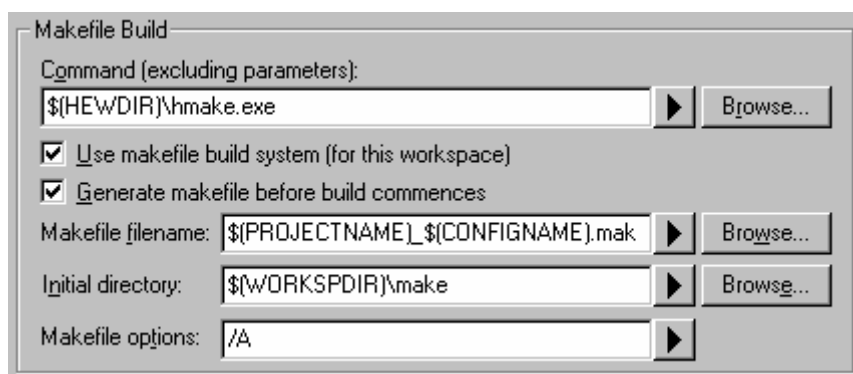 Makefile Build
Command (excluding parameters):
$(HEWDIR)\hmake.exe Browse...
Use makefile build system (for this workspace)
Generate makefile before build commences
Makefile filename: $(PROJECTNAME)_$(CONFIGNAME).mak Browse...
Initial directory: $(WORKSPDIR)\make Browse...
Makefile options: /A